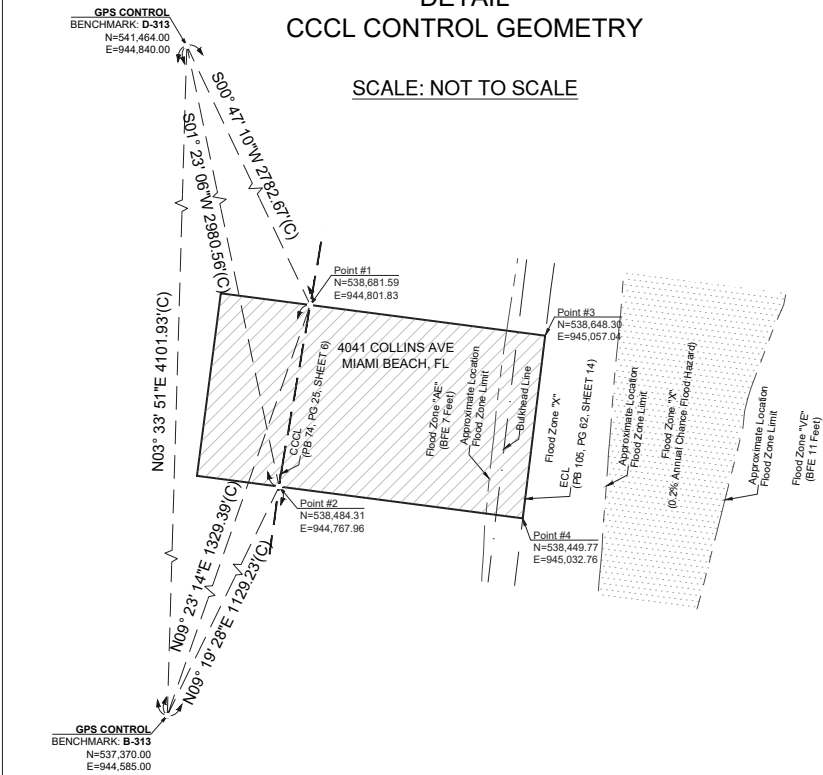 DETAIL
CCCL CONTROL GEOMETRY
SCALE: NOT TO SCALE
GPS CONTROL
BENCHMARK: D-313
N=541,464.00
E=944,840.00
S00° 47' 10"W 2782.67'(C)
S01° 23' 06"W 2980.56'(C)
N03° 33' 51"E 4101.93'(C)
Point #1
N=538,681.59
E=944,801.83
4041 COLLINS AVE
MIAMI BEACH, FL
CCCL
(PB 74, PG 25, SHEET 6)
Flood Zone "AE"
(BFE 7 Feet)
Approximate Location
Flood Zone Limit
Bulkhead Line
Point #3
N=538,648.30
E=945,057.04
Flood Zone "X"
ECL
(PB 105, PG 62, SHEET 14)
Approximate Location
Flood Zone Limit
Flood Zone "X"
(0.2% Annual Chance Flood Hazard)
Approximate Location
Flood Zone Limit
Flood Zone "VE"
(BFE 11 Feet)
Point #2
N=538,484.31
E=944,767.96
Point #4
N=538,449.77
E=945,032.76
N09° 23' 14"E 1329.39'(C)
N09° 19' 28"E 1129.23'(C)
GPS CONTROL
BENCHMARK: B-313
N=537,370.00
E=944,585.00